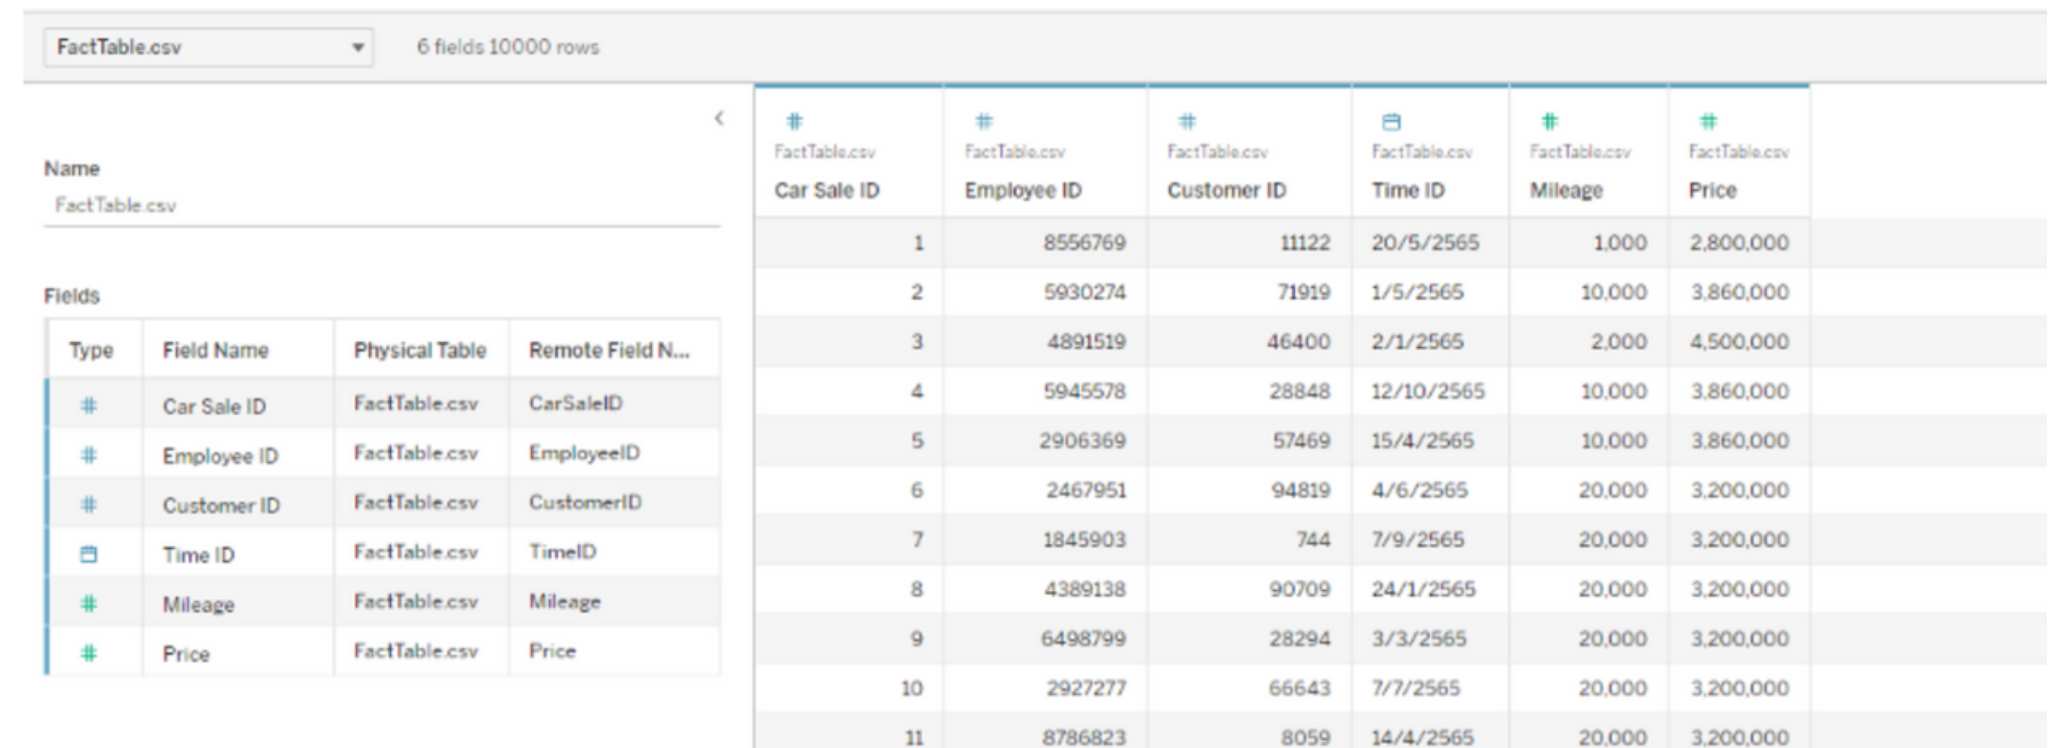 FactTable.csv 6 fields 10000 rows
Name
FactTable.csv
Fields
Type Field Name Physical Table Remote Field N...
Car Sale ID FactTable.csv CarSaleID
Employee ID FactTable.csv EmployeeID
Customer ID FactTable.csv CustomerID
Time ID FactTable.csv TimeID
Mileage FactTable.csv Mileage
Price FactTable.csv Price
FactTable.csv FactTable.csv FactTable.csv FactTable.csv FactTable.csv FactTable.csv
Car Sale ID Employee ID Customer ID Time ID Mileage Price
1 8556769 11122 20/5/2565 1,000 2,800,000
2 5930274 71919 1/5/2565 10,000 3,860,000
3 4891519 46400 2/1/2565 2,000 4,500,000
4 5945578 28848 12/10/2565 10,000 3,860,000
5 2906369 57469 15/4/2565 10,000 3,860,000
6 2467951 94819 4/6/2565 20,000 3,200,000
7 1845903 744 7/9/2565 20,000 3,200,000
8 4389138 90709 24/1/2565 20,000 3,200,000
9 6498799 28294 3/3/2565 20,000 3,200,000
10 2927277 66643 7/7/2565 20,000 3,200,000
11 8786823 8059 14/4/2565 20,000 3,200,000